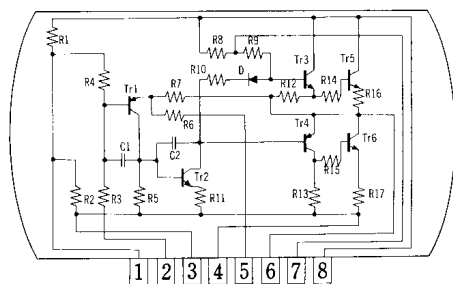 R1
R8 R9
Tr3 Tr5
R4
R10 D
Tr1 R7 R12 R14
R16
R6
Tr4
Tr6
C1 C2
Tr2
R15
R2 R3 R5 R11 R13 R17
1 2 3 4 5 6 7 8